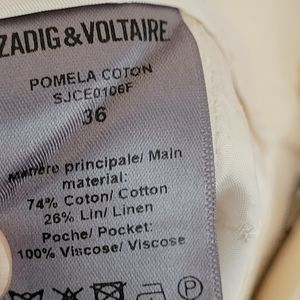 ZADIG&VOLTAIRE
POMELA COTON
SJCE0106F
36
Matière principale/ Main
material:
74% Coton/ Cotton
26% Lin/ Linen
Poche/ Pocket:
100% Viscose/ Viscose